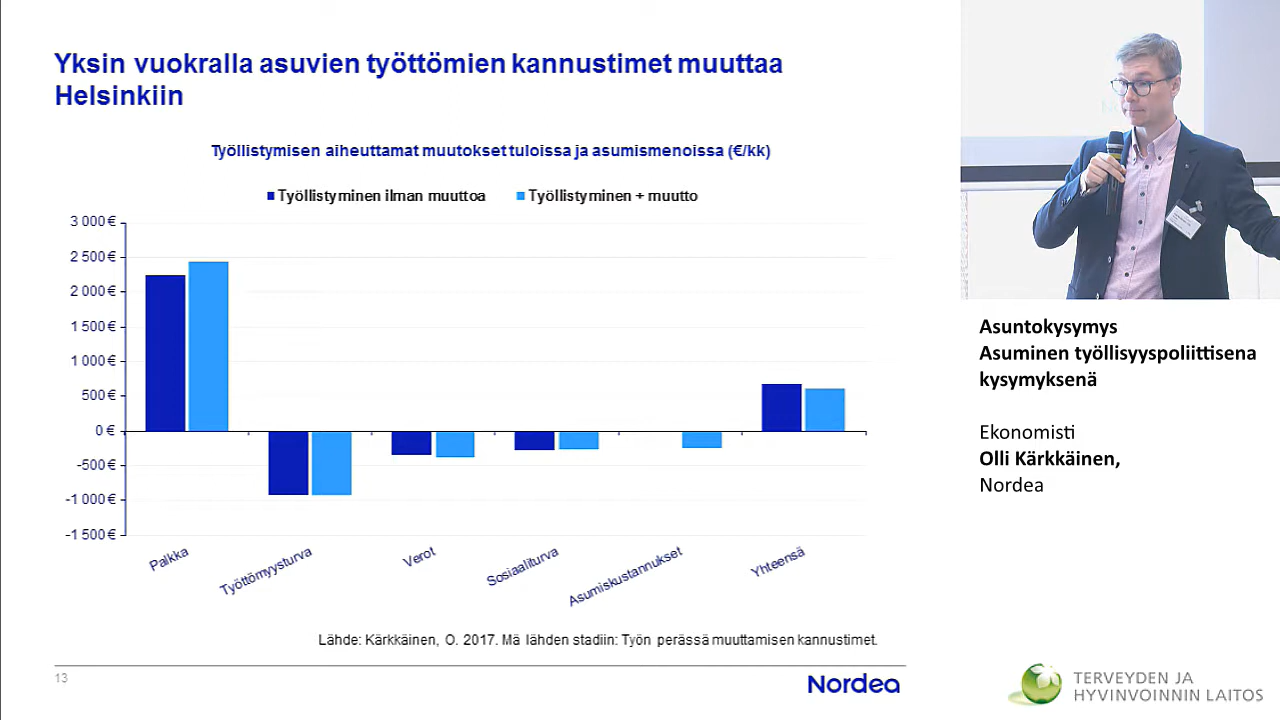 Yksin vuokralla asuvien työttömien kannustimet muuttaa
Helsinkiin
Työllistymisen aiheuttamat muutokset tuloissa ja asumismenoissa (€/kk)
Työllistyminen ilman muuttoa
Työllistyminen + muutto
3 000 €
2 500 €
2 000 €
1 500 €
1 000 €
500 €
0 €
-500 €
-1 000 €
-1 500 €
Palkka
Työttömyysturva
Verot
Sosiaaliturva
Asumiskustannukset
Yhteensä
Lähde: Kärkkäinen, O. 2017. Mä lähden stadiin: Työn perässä muuttamisen kannustimet.
13
Nordea
Asuntokysymys
Asuminen työllisyyspoliittisena
kysymyksenä
Ekonomisti
Olli Kärkkäinen,
Nordea
TERVEYDEN JA
HYVINVOINNIN LAITOS